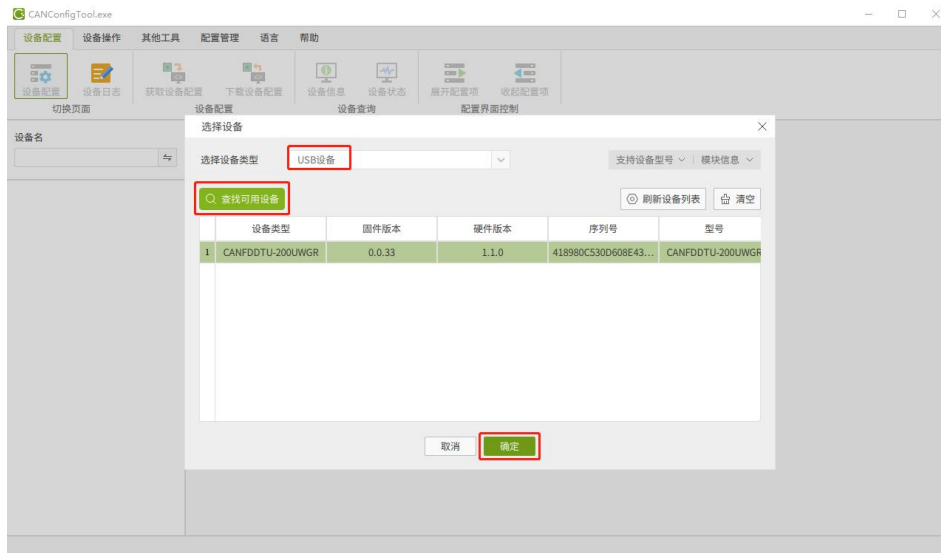 CANConfigTool.exe
设备配置 设备操作 其他工具 配置管理 语言 帮助
设备配置 设备日志 获取设备配置 下载设备配置 设备信息 设备状态 展开配置项 收起配置项
切换页面 设备配置 设备查询 配置界面控制
设备名
选择设备
选择设备类型 USB设备 支持设备型号 模块信息
查找可用设备 刷新设备列表 清空
设备类型 固件版本 硬件版本 序列号 型号
1 CANFDDTU-200UWGR 0.0.33 1.1.0 418980C530D608E43... CANFDDTU-200UWGR
取消 确定